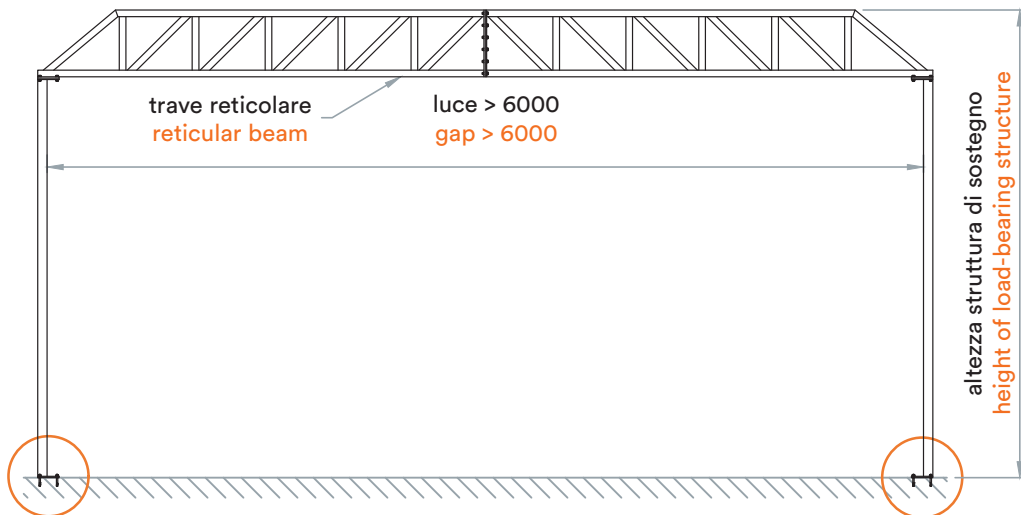 trave reticolare
reticular beam
luce > 6000
gap > 6000
altezza struttura di sostegno
height of load-bearing structure